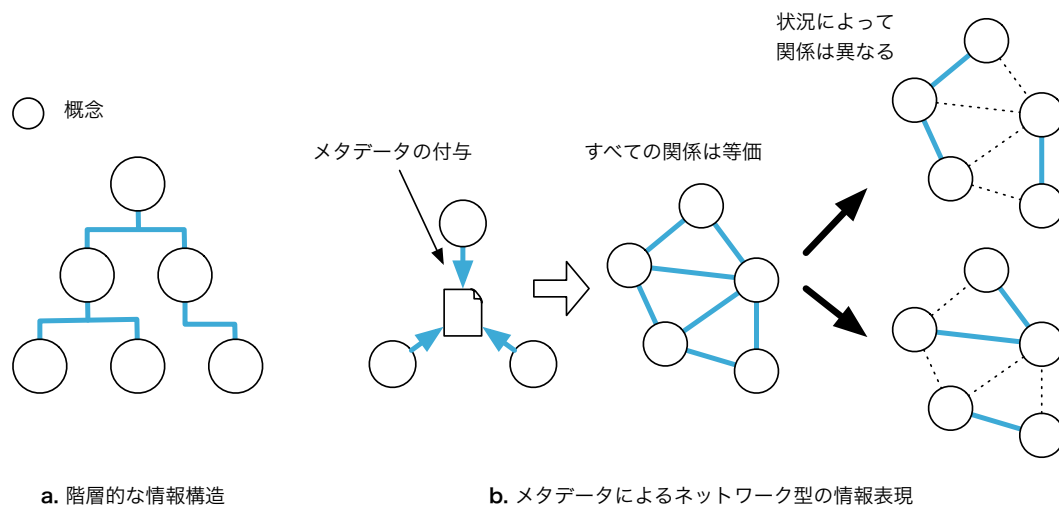 状況によって
関係は異なる
概念
メタデータの付与
すべての関係は等価
a. 階層的な情報構造
b. メタデータによるネットワーク型の情報表現